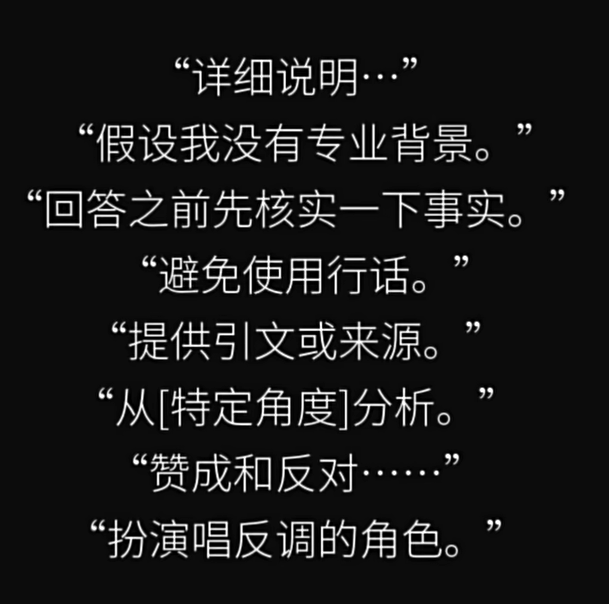 “详细说明…”
“假设我没有专业背景。”
“回答之前先核实一下事实。”
“避免使用行话。”
“提供引文或来源。”
“从[特定角度]分析。”
“赞成和反对……”
“扮演唱反调的角色。”